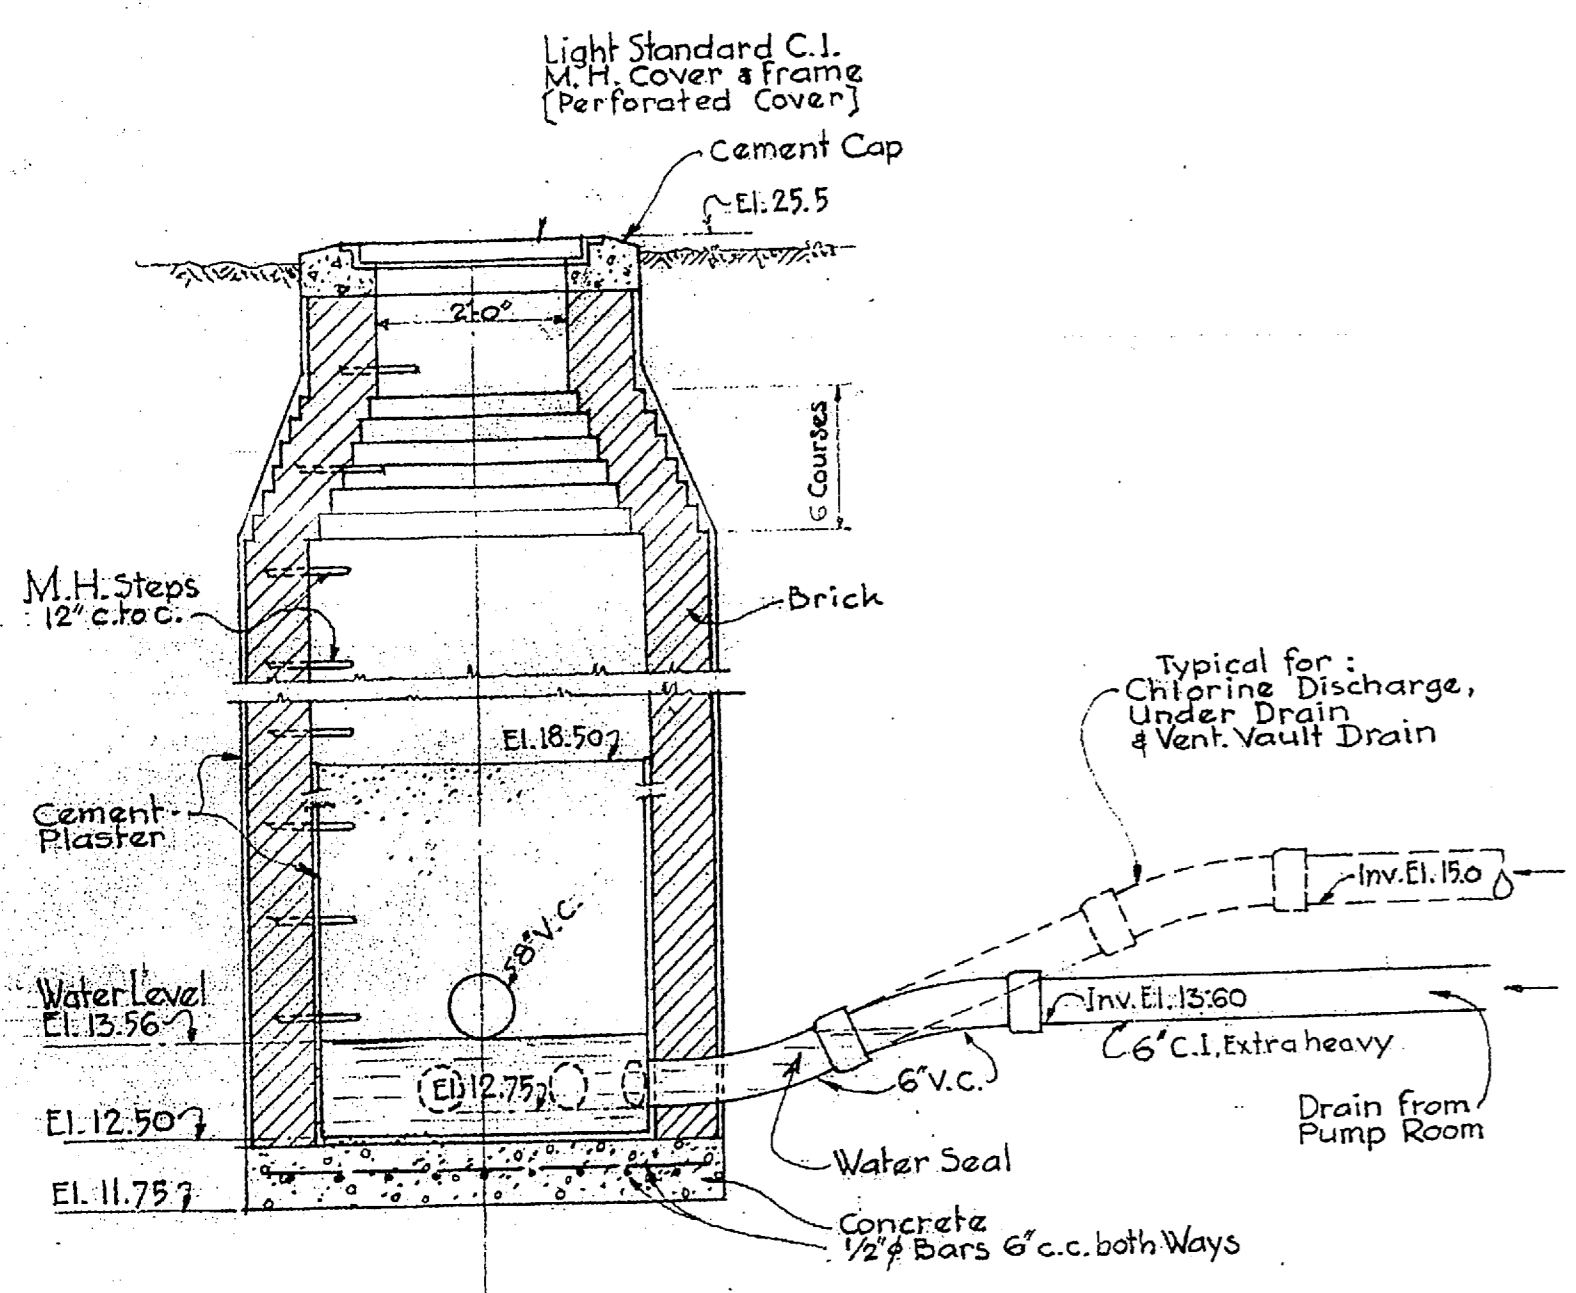 Light Standard C.I.
M.H. Cover & Frame
[Perforated Cover]
Cement Cap
El. 25.5
2'-0"
6 Courses
M.H. Steps
12" c. to c.
Brick
Typical for:
Chlorine Discharge,
Under Drain
& Vent. Vault Drain
El. 18.50
Cement
Plaster
8" V.C.
Inv. El. 15.0
Water Level
El. 13.56
Inv. El. 13.60
6" C.I. Extra heavy
El. 12.75
6" V.C.
Drain from
Pump Room
El. 12.50
Water Seal
El. 11.75
Concrete
1/2" ϕ Bars 6" c.c. both Ways